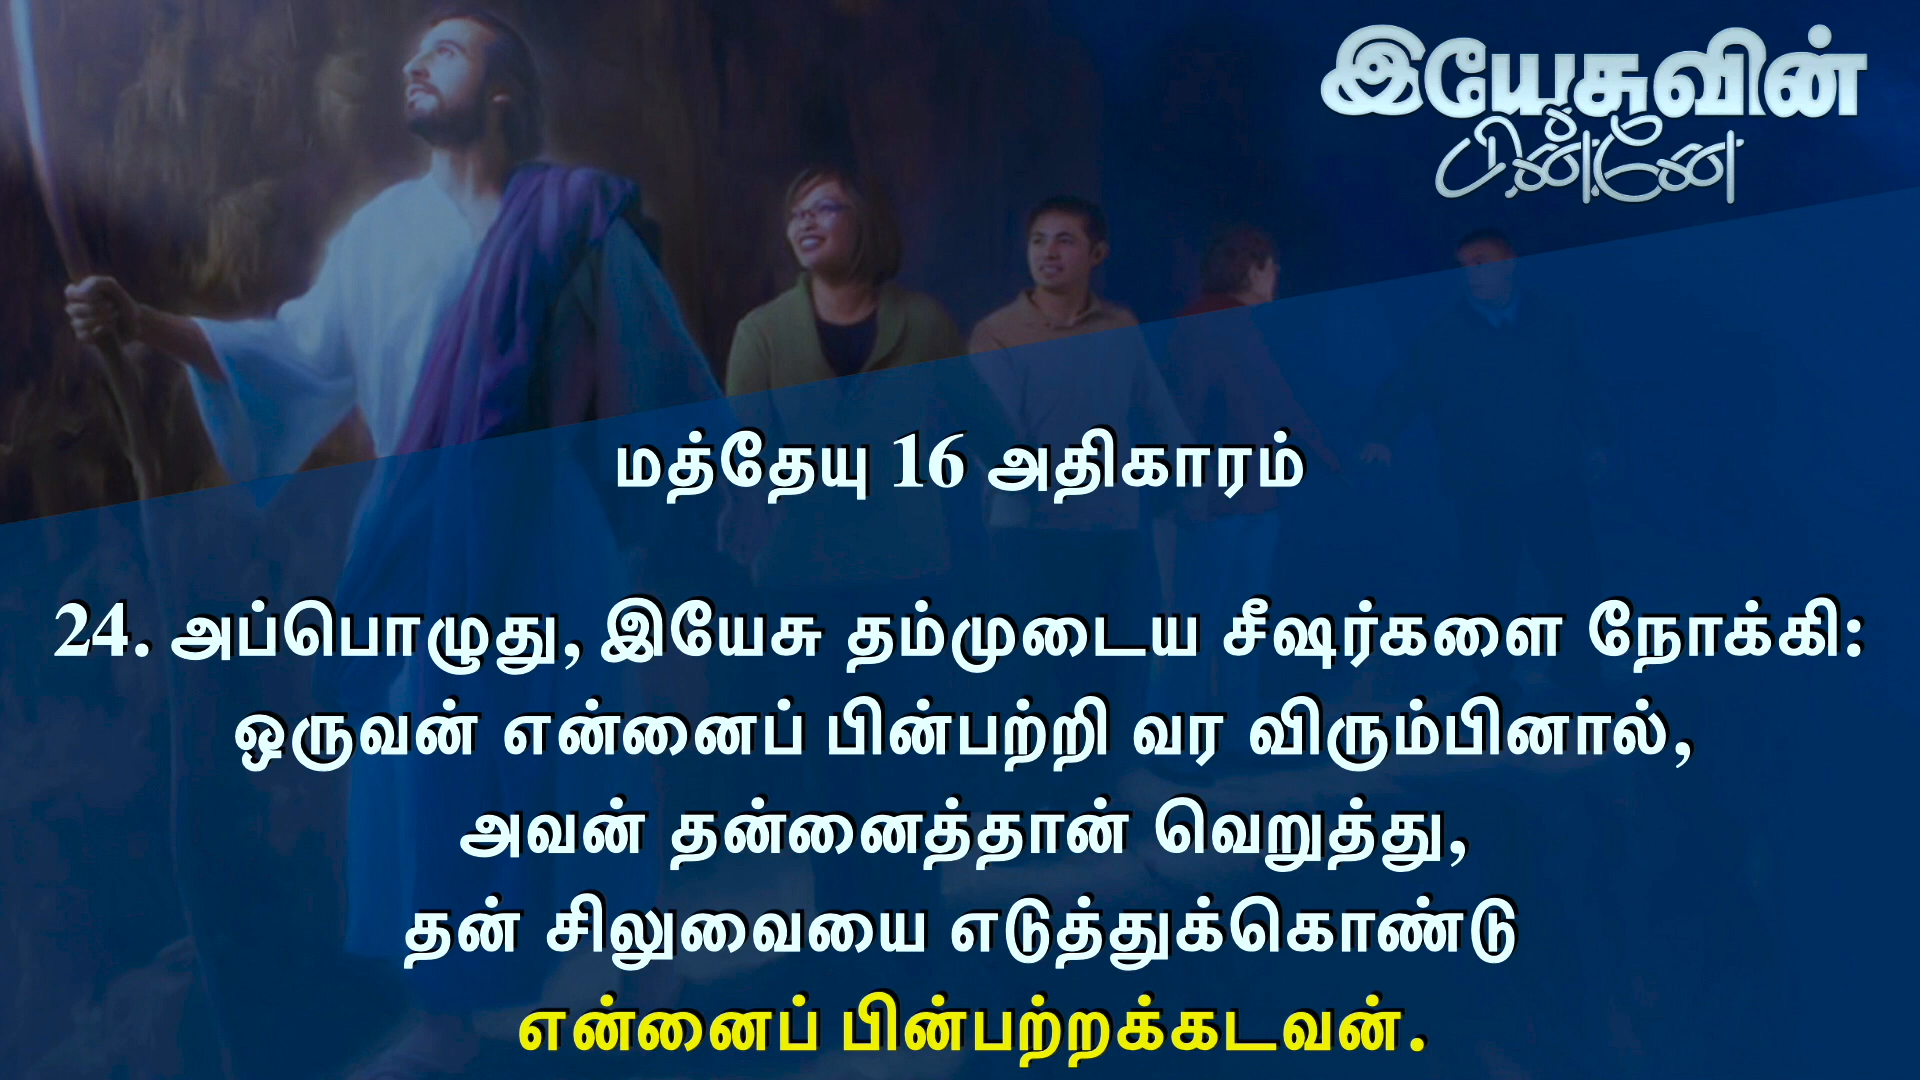 இயேசுவின்
பின்னே
மத்தேயு 16 அதிகாரம்
24. அப்பொழுது, இயேசு தம்முடைய சீஷர்களை நோக்கி:
ஒருவன் என்னைப் பின்பற்றி வர விரும்பினால்,
அவன் தன்னைத்தான் வெறுத்து,
தன் சிலுவையை எடுத்துக்கொண்டு
என்னைப் பின்பற்றக்கடவன்.